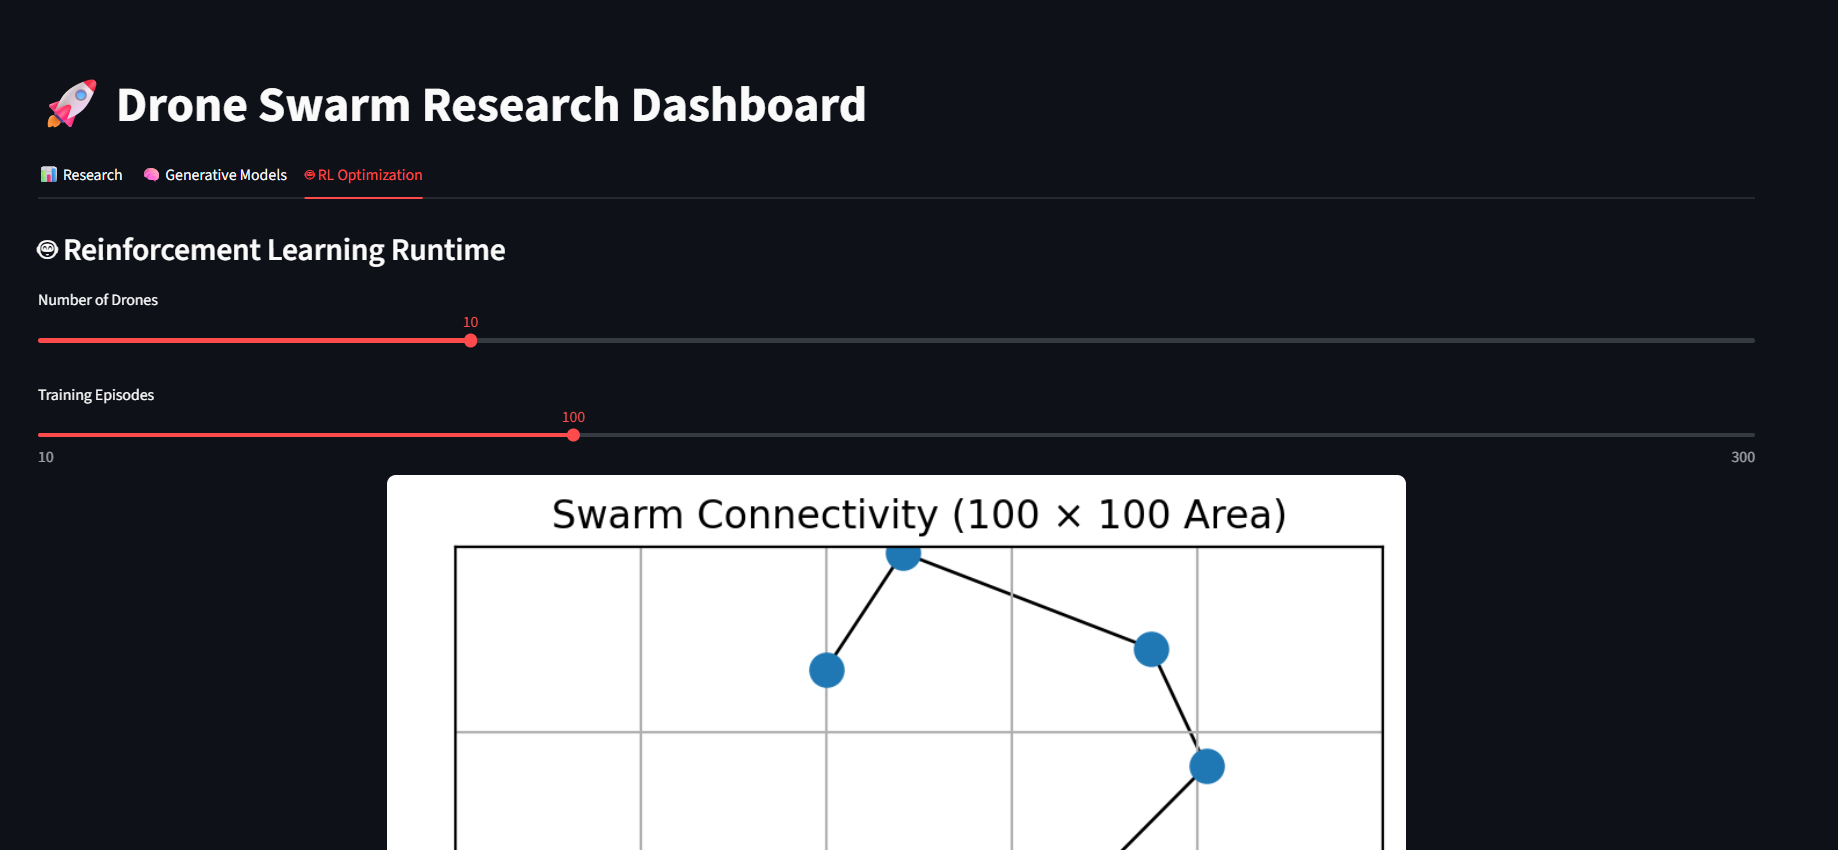 🚀 Drone Swarm Research Dashboard
📊 Research 🧠 Generative Models RL Optimization
Reinforcement Learning Runtime
Number of Drones
10
Training Episodes
100
10 300
Swarm Connectivity (100 × 100 Area)